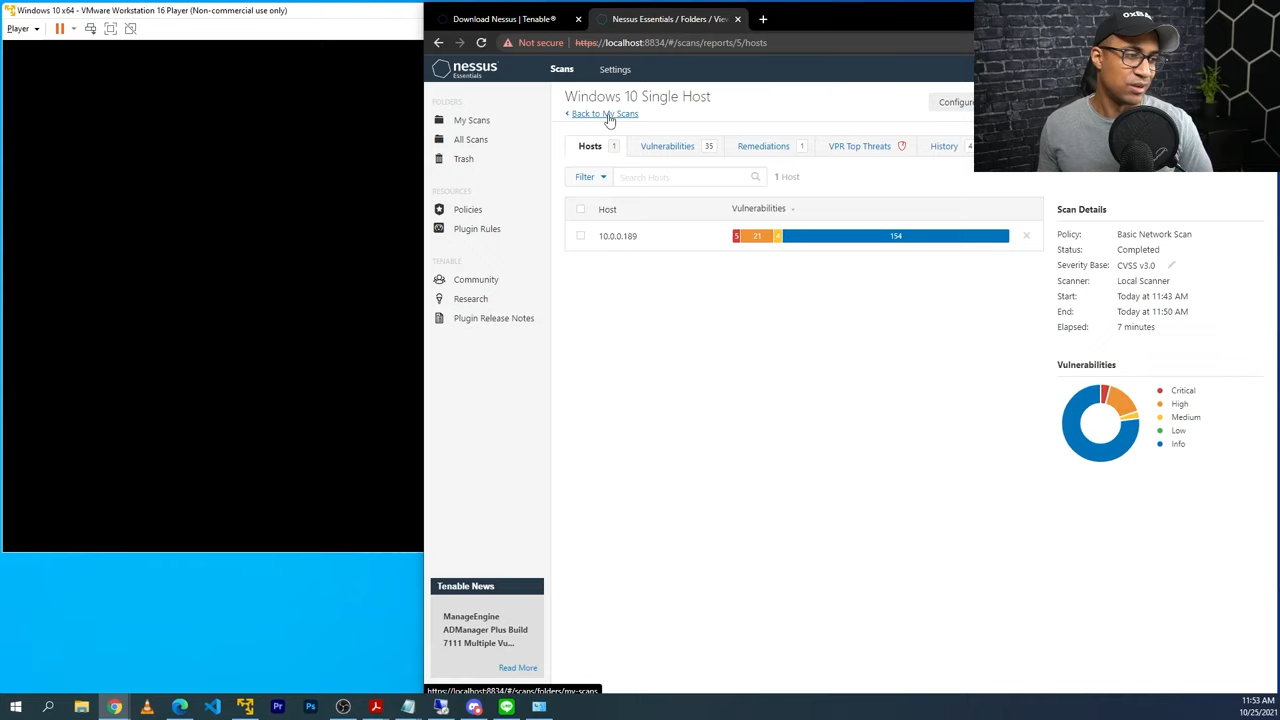 Windows 10 x64 - VMware Workstation 16 Player (Non-commercial use only)
Player
Download Nessus | Tenable®
Nessus Essentials / Folders / View
Not secure
https://localhost:8834/#/scans/reports/5/hosts
nessus
Essentials
Scans
Settings
FOLDERS
My Scans
All Scans
Trash
RESOURCES
Policies
Plugin Rules
TENABLE
Community
Research
Plugin Release Notes
Tenable News
ManageEngine
ADManager Plus Build
7111 Multiple Vu...
Read More
Windows 10 Single Host
Back to My Scans
Configure
Hosts 1
Vulnerabilities 35
Remediations 1
VPR Top Threats
History 4
Filter
Search Hosts
1 Host
Host
Vulnerabilities
10.0.0.189
5 21 4 154
Scan Details
Policy: Basic Network Scan
Status: Completed
Severity Base: CVSS v3.0
Scanner: Local Scanner
Start: Today at 11:43 AM
End: Today at 11:50 AM
Elapsed: 7 minutes
Vulnerabilities
Critical
High
Medium
Low
Info
https://localhost:8834/#/scans/folders/my-scans
11:53 AM
10/25/2021